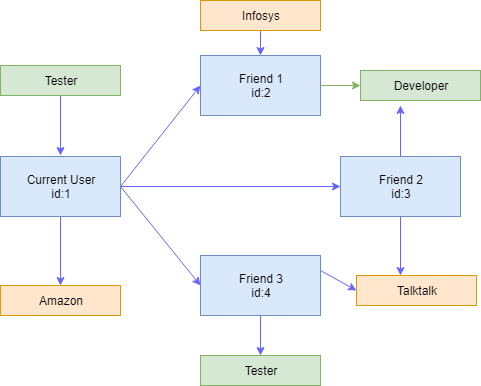 Infosys
Friend 1
id:2
Tester
Developer
Current User
id:1
Friend 2
id:3
Friend 3
id:4
Amazon
Talktalk
Tester